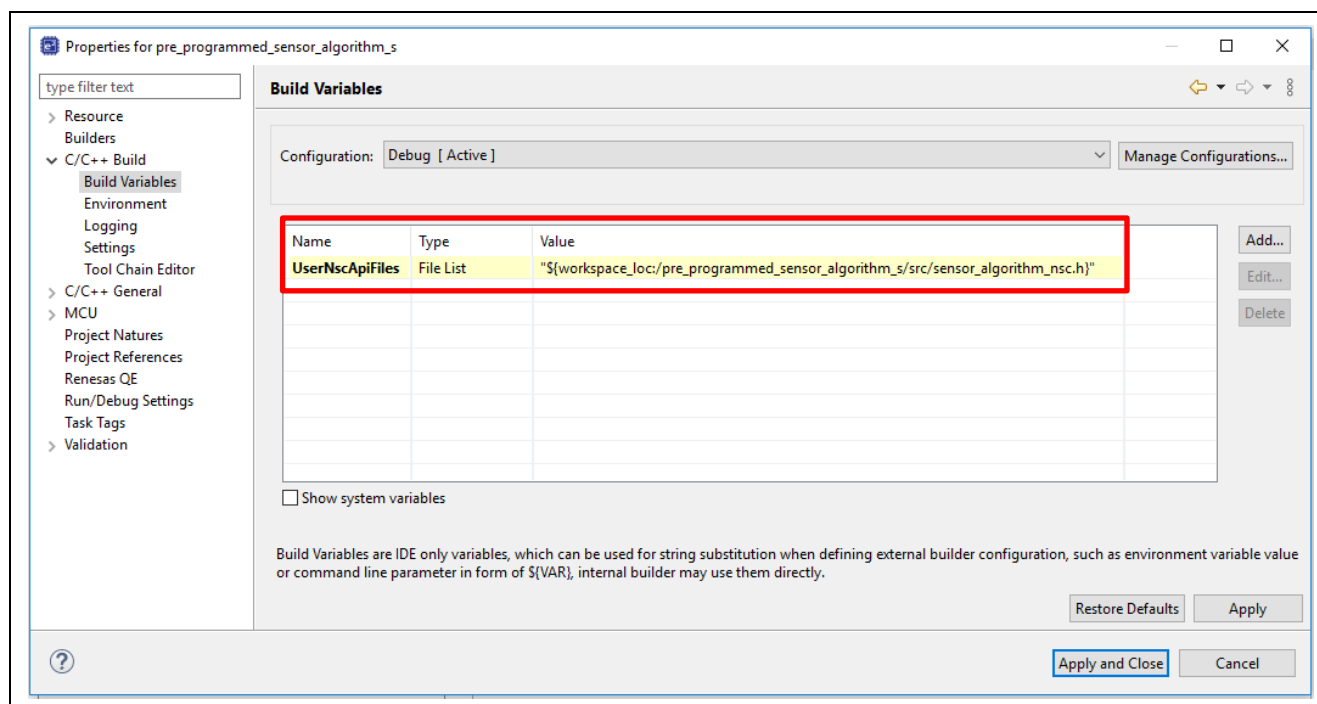 Properties for pre_programmed_sensor_algorithm_s
type filter text
Resource
Builders
C/C++ Build
Build Variables
Environment
Logging
Settings
Tool Chain Editor
C/C++ General
MCU
Project Natures
Project References
Renesas QE
Run/Debug Settings
Task Tags
Validation
Build Variables
Configuration: Debug [ Active ] Manage Configurations...
Name Type Value
UserNscApiFiles File List "${workspace_loc:/pre_programmed_sensor_algorithm_s/src/sensor_algorithm_nsc.h}"
Add...
Edit...
Delete
Show system variables
Build Variables are IDE only variables, which can be used for string substitution when defining external builder configuration, such as environment variable value
or command line parameter in form of ${VAR}, internal builder may use them directly.
Restore Defaults Apply
? Apply and Close Cancel